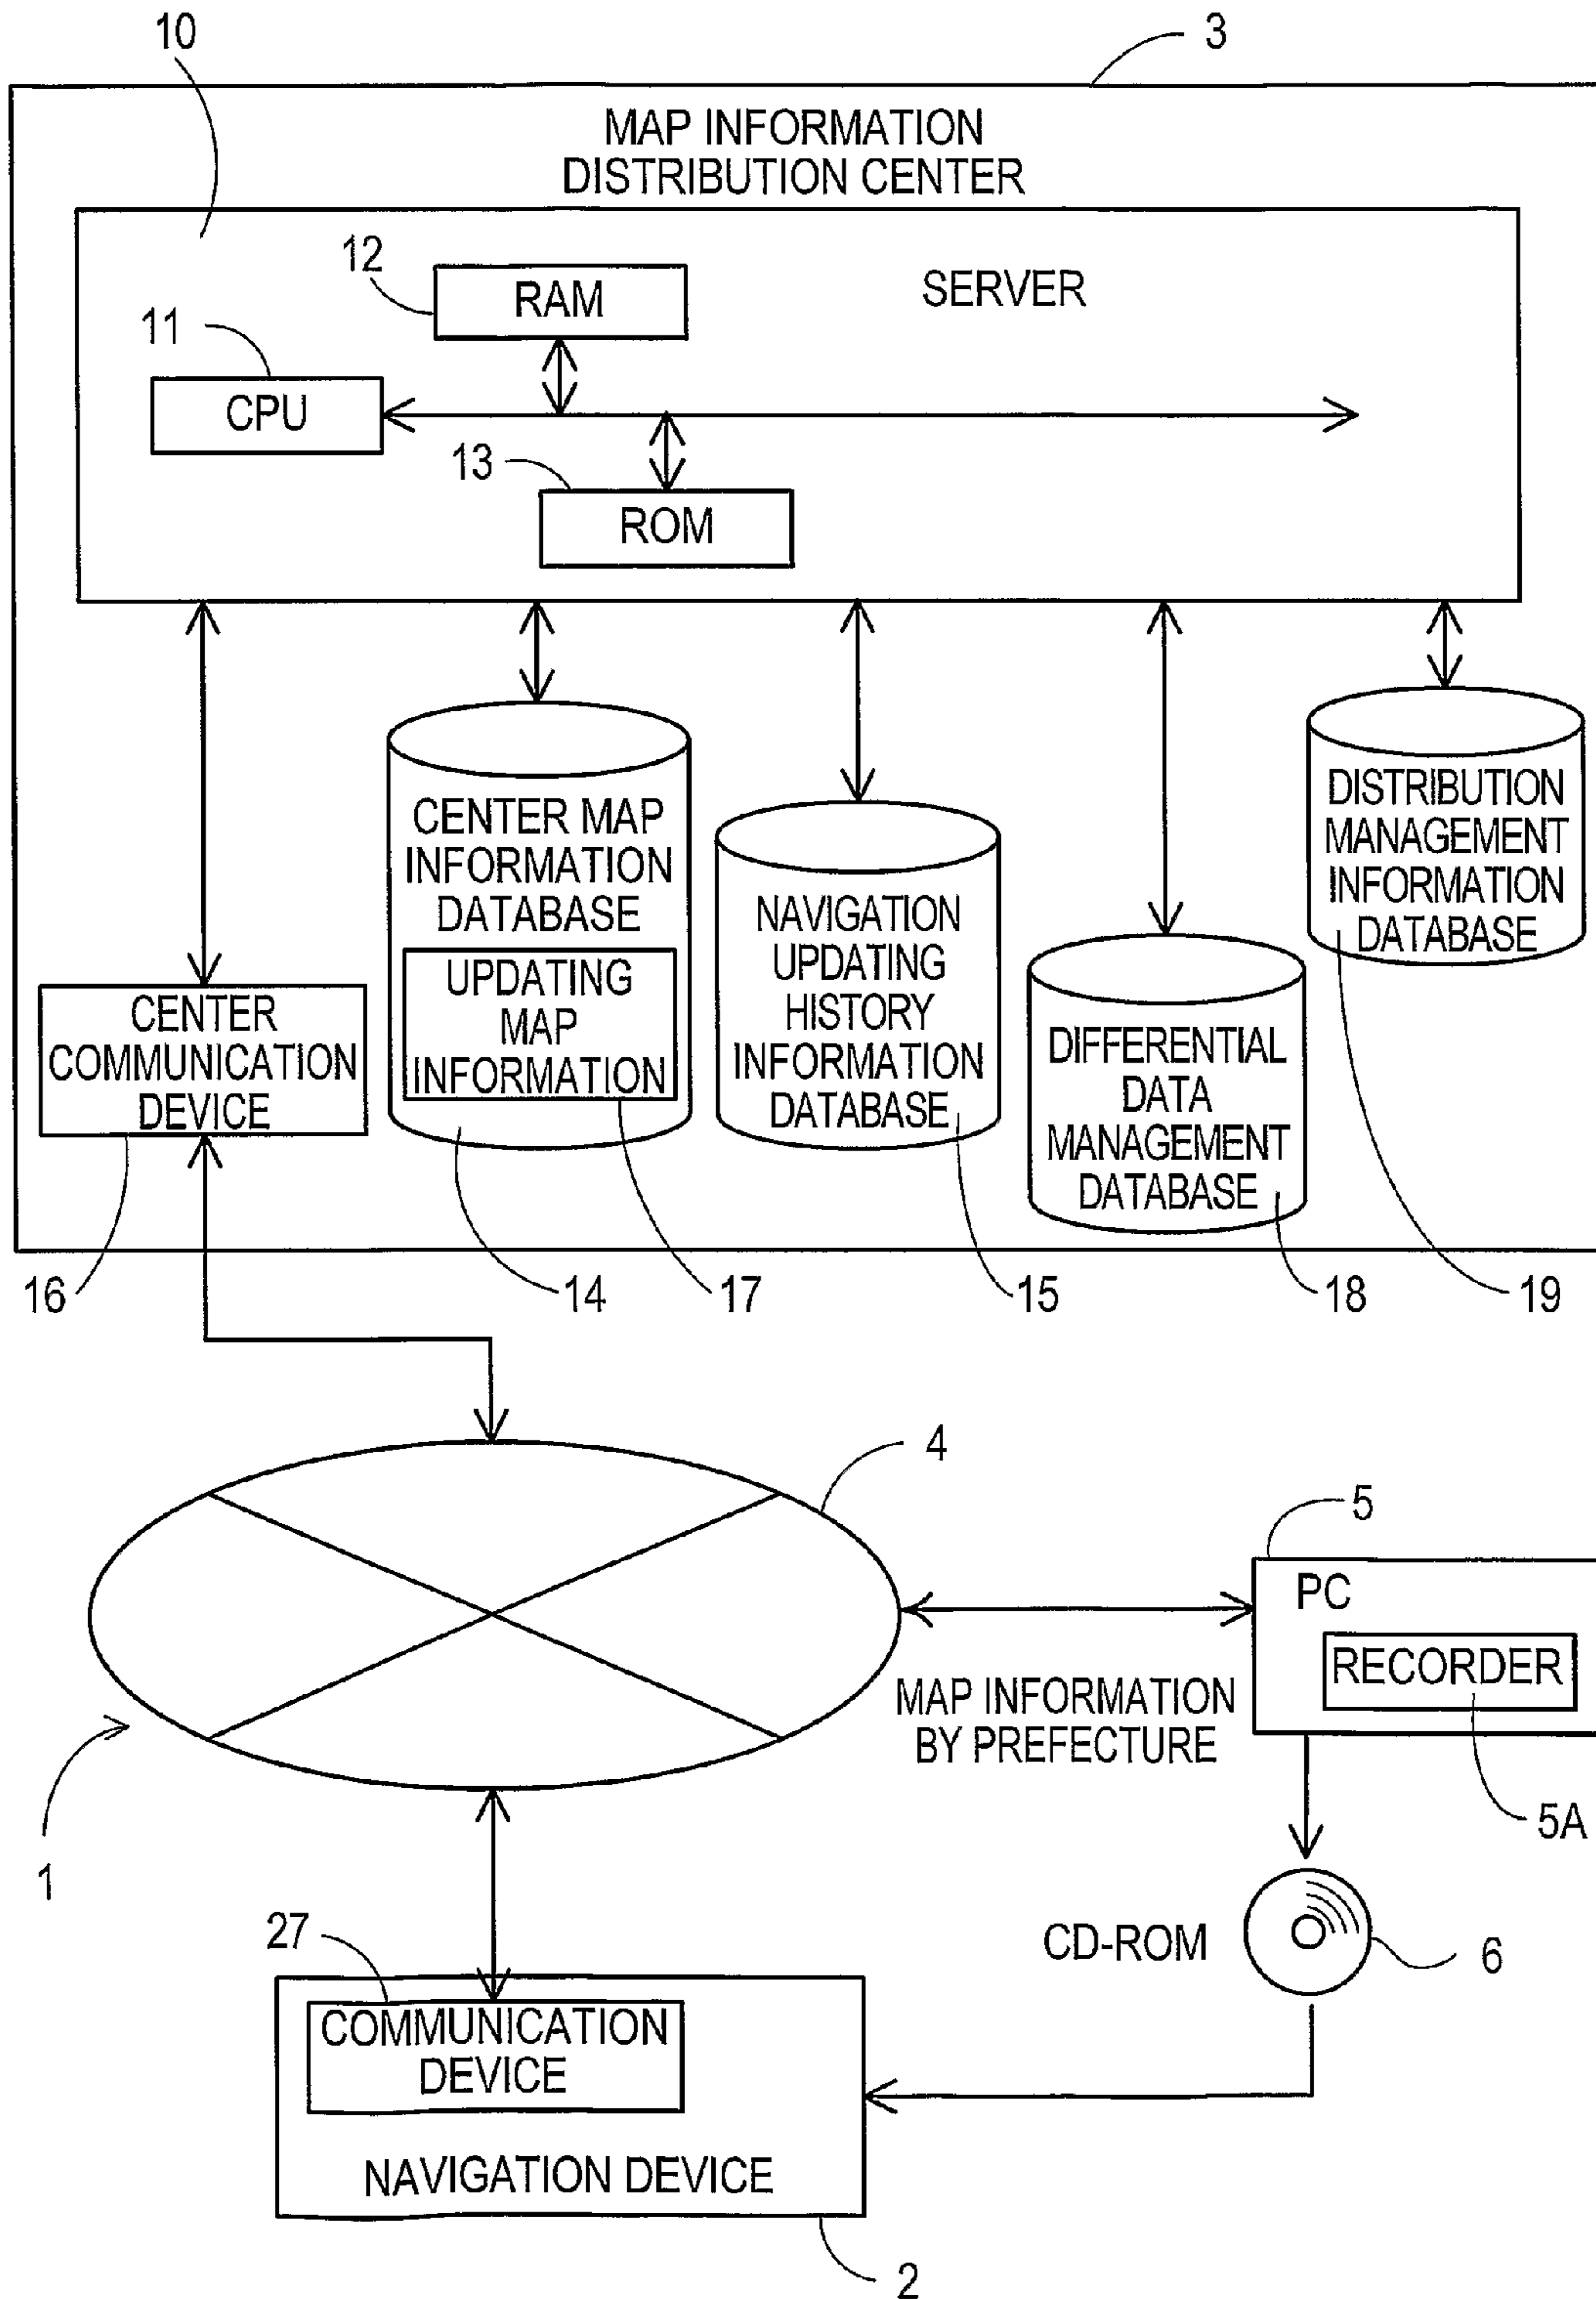 10
3
MAP INFORMATION
DISTRIBUTION CENTER
12
RAM
SERVER
11
CPU
13
ROM
CENTER MAP
INFORMATION
DATABASE
UPDATING
MAP
INFORMATION
NAVIGATION
UPDATING
HISTORY
INFORMATION
DATABASE
DIFFERENTIAL
DATA
MANAGEMENT
DATABASE
DISTRIBUTION
MANAGEMENT
INFORMATION
DATABASE
CENTER
COMMUNICATION
DEVICE
16
14
17
15
18
19
4
5
PC
RECORDER
MAP INFORMATION
BY PREFECTURE
5A
1
27
CD-ROM
6
COMMUNICATION
DEVICE
NAVIGATION DEVICE
2